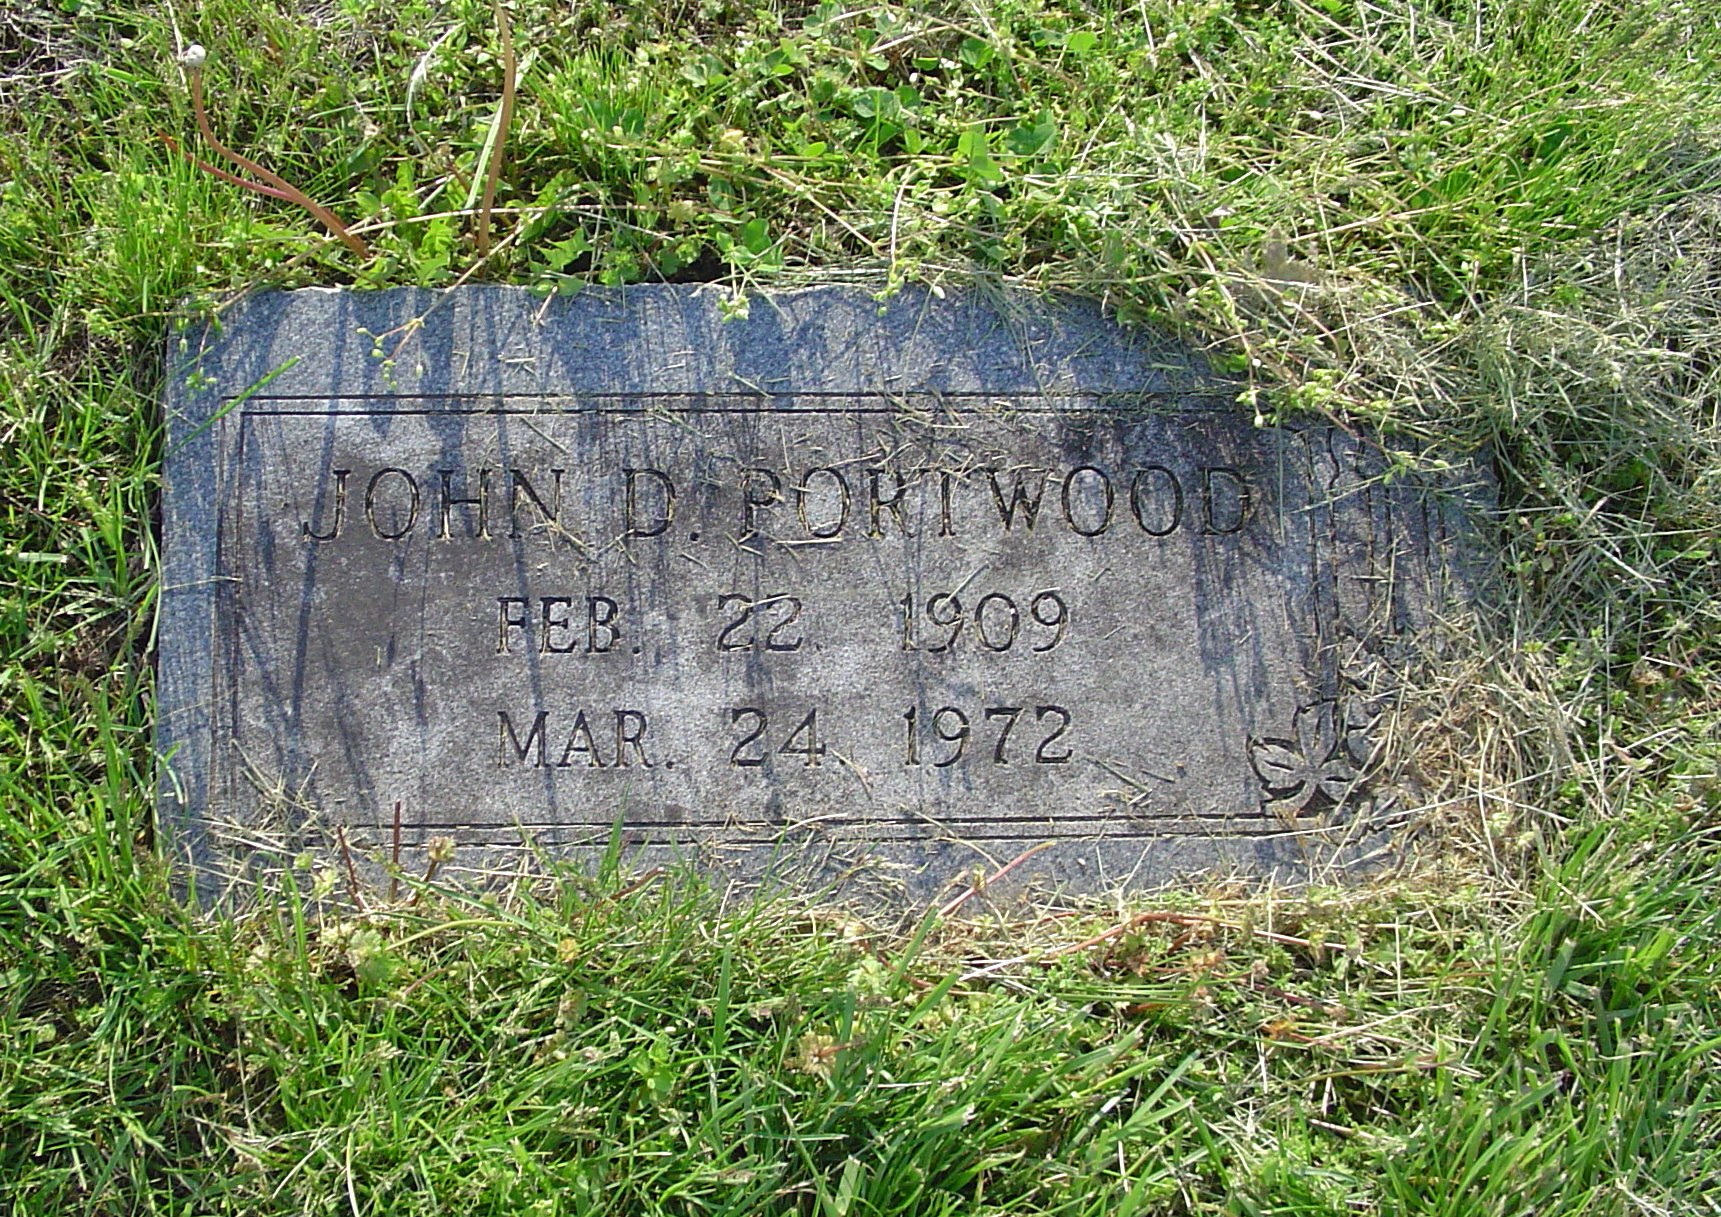 JOHN D. PORTWOOD
FEB. 22. 1909
MAR. 24. 1972